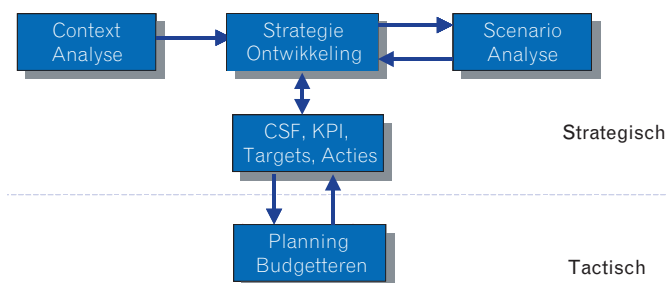 Context
Analyse
Strategie
Ontwikkeling
Scenario
Analyse
CSF, KPI,
Targets, Acties
Strategisch
Planning
Budgetteren
Tactisch